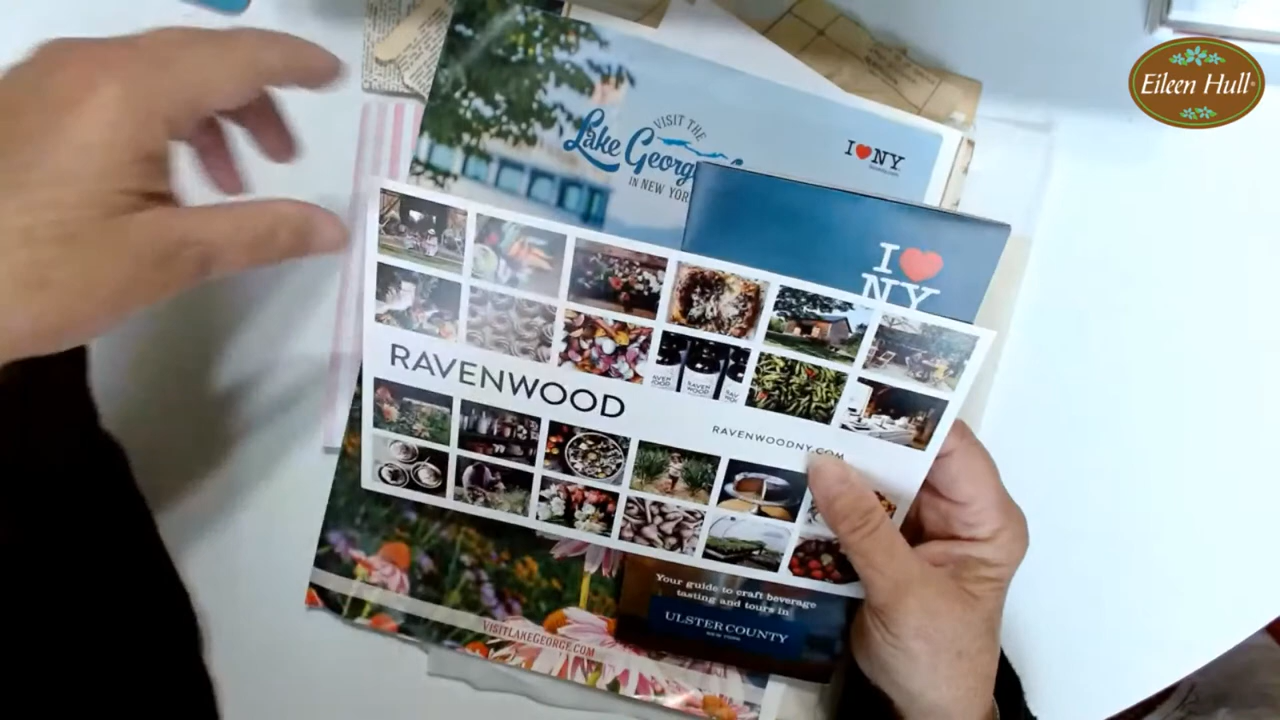 Eileen Hull
VISIT THE
Lake George
IN NEW YORK
I ❤ NY
I ❤
NY
RAVENWOOD
RAVENWOODNY.COM
Your guide to craft beverage
tasting and tours in
ULSTER COUNTY
NEW YORK
VISITLAKEGEORGE.COM